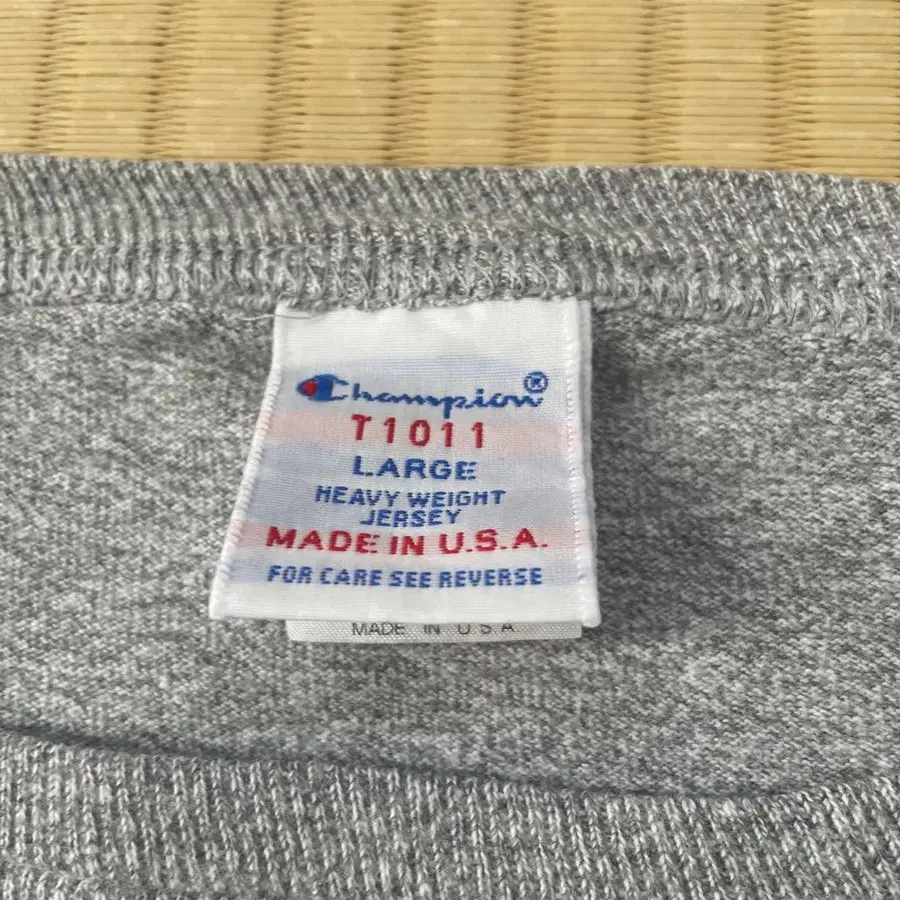 Champion®
T1011
LARGE
HEAVY WEIGHT
JERSEY
MADE IN U.S.A.
FOR CARE SEE REVERSE
MADE IN U S A